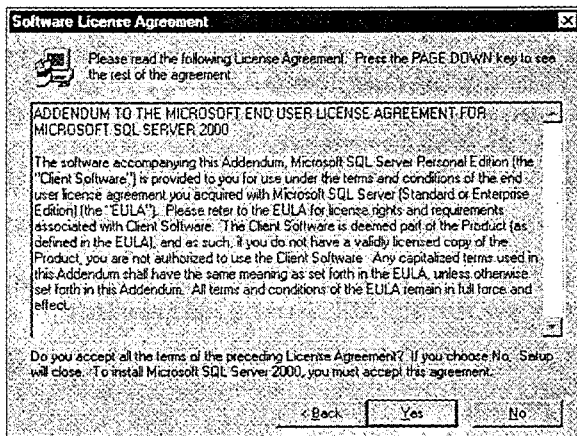 Software License Agreement
Please read the following License Agreement. Press the PAGE DOWN key to see
the rest of the agreement.
ADDENDUM TO THE MICROSOFT END USER LICENSE AGREEMENT FOR
MICROSOFT SQL SERVER 2000
The software accompanying this Addendum, Microsoft SQL Server Personal Edition (the
"Client Software") is provided to you for use under the terms and conditions of the end
user license agreement you acquired with Microsoft SQL Server (Standard or Enterprise
Edition) (the "EULA"). Please refer to the EULA for license rights and requirements
associated with Client Software. The Client Software is deemed part of the Product (as
defined in the EULA), and as such, if you do not have a validly licensed copy of the
Product, you are not authorized to use the Client Software. Any capitalized terms used in
this Addendum shall have the same meaning as set forth in the EULA, unless otherwise
set forth in this Addendum. All terms and conditions of the EULA remain in full force and
effect.
Do you accept all the terms of the preceding License Agreement? If you choose No, Setup
will close. To install Microsoft SQL Server 2000, you must accept this agreement.
< Back Yes No